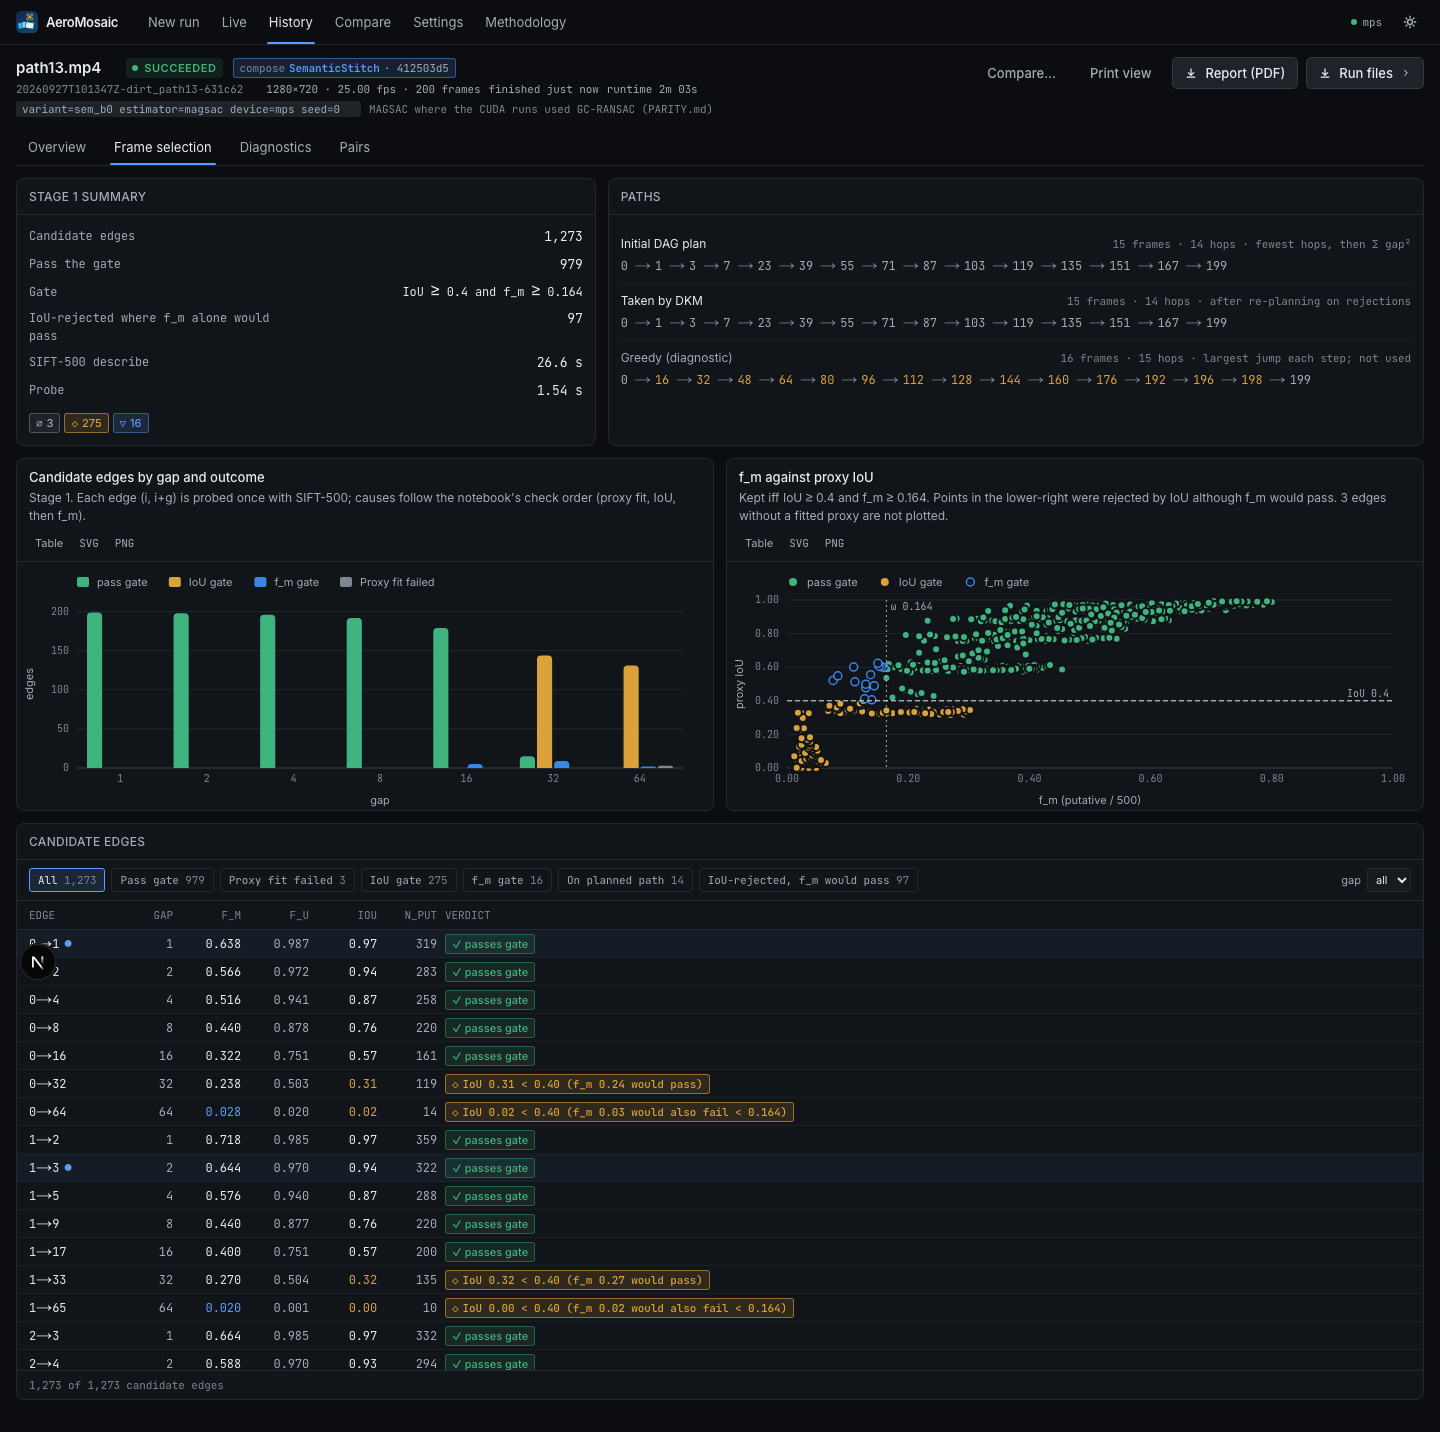 AeroMosaic New run Live History Compare Settings Methodology mps
path13.mp4 SUCCEEDED compose SemanticStitch · 412503d5 Compare... Print view Report (PDF) Run files
20260927T101347Z-dirt_path13-631c62 1280×720 · 25.00 fps · 200 frames finished just now runtime 2m 03s
variant=sem_b0 estimator=magsac device=mps seed=0 MAGSAC where the CUDA runs used GC-RANSAC (PARITY.md)
Overview Frame selection Diagnostics Pairs
STAGE 1 SUMMARY
Candidate edges 1,273
Pass the gate 979
Gate IoU ≥ 0.4 and f_m ≥ 0.164
IoU-rejected where f_m alone would pass 97
SIFT-500 describe 26.6 s
Probe 1.54 s
⌀ 3 ◇ 275 ▽ 16
PATHS
Initial DAG plan 15 frames · 14 hops · fewest hops, then Σ gap²
0 → 1 → 3 → 7 → 23 → 39 → 55 → 71 → 87 → 103 → 119 → 135 → 151 → 167 → 199
Taken by DKM 15 frames · 14 hops · after re-planning on rejections
0 → 1 → 3 → 7 → 23 → 39 → 55 → 71 → 87 → 103 → 119 → 135 → 151 → 167 → 199
Greedy (diagnostic) 16 frames · 15 hops · largest jump each step; not used
0 → 16 → 32 → 48 → 64 → 80 → 96 → 112 → 128 → 144 → 160 → 176 → 192 → 196 → 198 → 199
Candidate edges by gap and outcome
Stage 1. Each edge (i, i+g) is probed once with SIFT-500; causes follow the notebook's check order (proxy fit, IoU,
then f_m).
Table SVG PNG
pass gate IoU gate f_m gate Proxy fit failed
200
150
100
50
0
edges
1 2 4 8 16 32 64
gap
f_m against proxy IoU
Kept iff IoU ≥ 0.4 and f_m ≥ 0.164. Points in the lower-right were rejected by IoU although f_m would pass. 3 edges
without a fitted proxy are not plotted.
Table SVG PNG
pass gate IoU gate f_m gate
1.00
ω 0.164
0.80
0.60
IoU 0.4
0.40
0.20
0.00
proxy IoU
0.00 0.20 0.40 0.60 0.80 1.00
f_m (putative / 500)
CANDIDATE EDGES
All 1,273 Pass gate 979 Proxy fit failed 3 IoU gate 275 f_m gate 16 On planned path 14 IoU-rejected, f_m would pass 97 gap all
EDGE GAP F_M F_U IOU N_PUT VERDICT
0→1 1 0.638 0.987 0.97 319 ✓ passes gate
2 2 0.566 0.972 0.94 283 ✓ passes gate
0→4 4 0.516 0.941 0.87 258 ✓ passes gate
0→8 8 0.440 0.878 0.76 220 ✓ passes gate
0→16 16 0.322 0.751 0.57 161 ✓ passes gate
0→32 32 0.238 0.503 0.31 119 ◇ IoU 0.31 < 0.40 (f_m 0.24 would pass)
0→64 64 0.028 0.020 0.02 14 ◇ IoU 0.02 < 0.40 (f_m 0.03 would also fail < 0.164)
1→2 1 0.718 0.985 0.97 359 ✓ passes gate
1→3 2 0.644 0.970 0.94 322 ✓ passes gate
1→5 4 0.576 0.940 0.87 288 ✓ passes gate
1→9 8 0.440 0.877 0.76 220 ✓ passes gate
1→17 16 0.400 0.751 0.57 200 ✓ passes gate
1→33 32 0.270 0.504 0.32 135 ◇ IoU 0.32 < 0.40 (f_m 0.27 would pass)
1→65 64 0.020 0.001 0.00 10 ◇ IoU 0.00 < 0.40 (f_m 0.02 would also fail < 0.164)
2→3 1 0.664 0.985 0.97 332 ✓ passes gate
2→4 2 0.588 0.970 0.93 294 ✓ passes gate
1,273 of 1,273 candidate edges